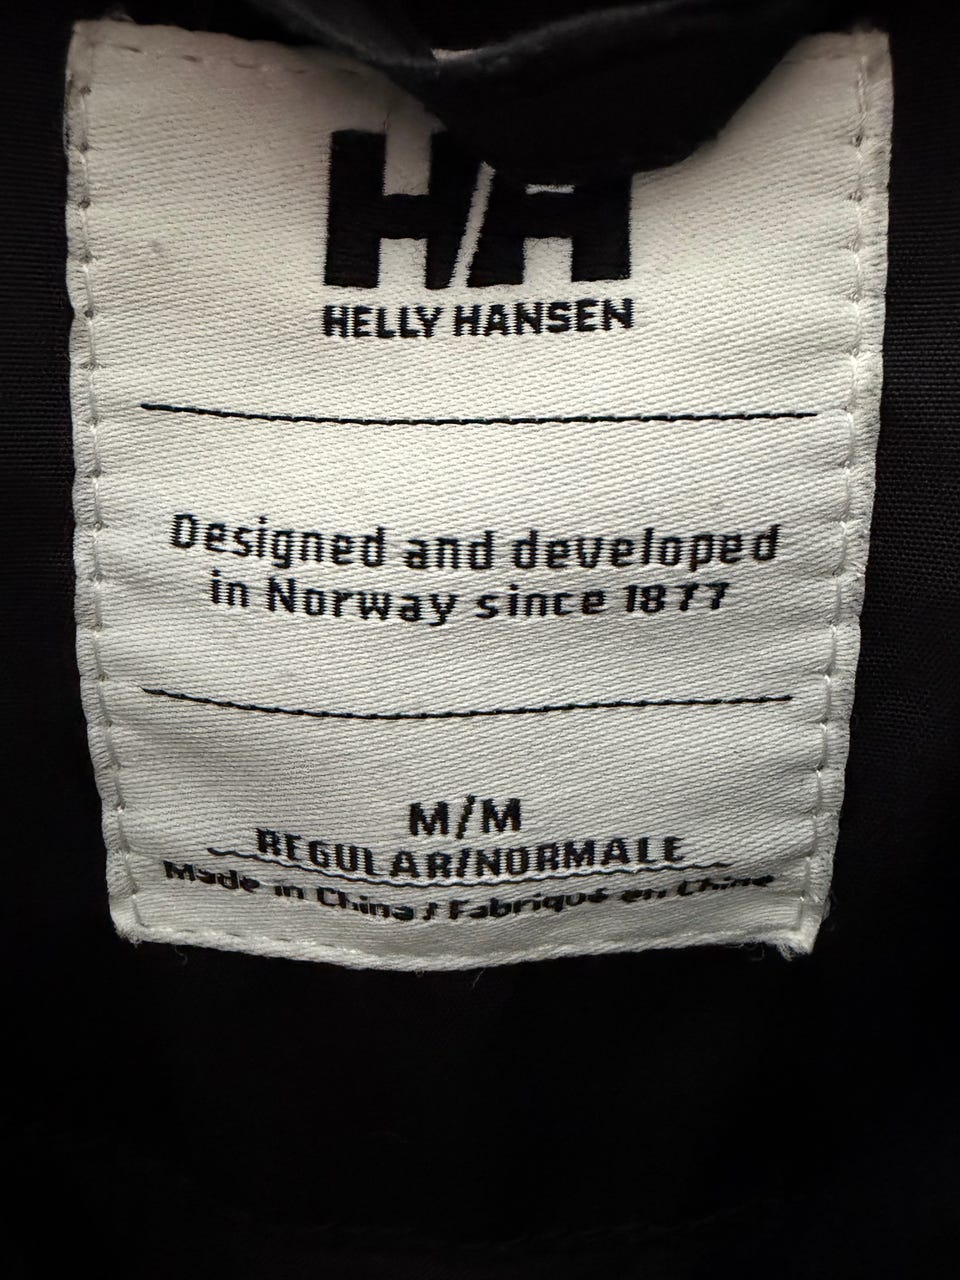 HH
HELLY HANSEN
Designed and developed
in Norway since 1877
M/M
REGULAR/NORMALE
Made in China / Fabriqué en Chine